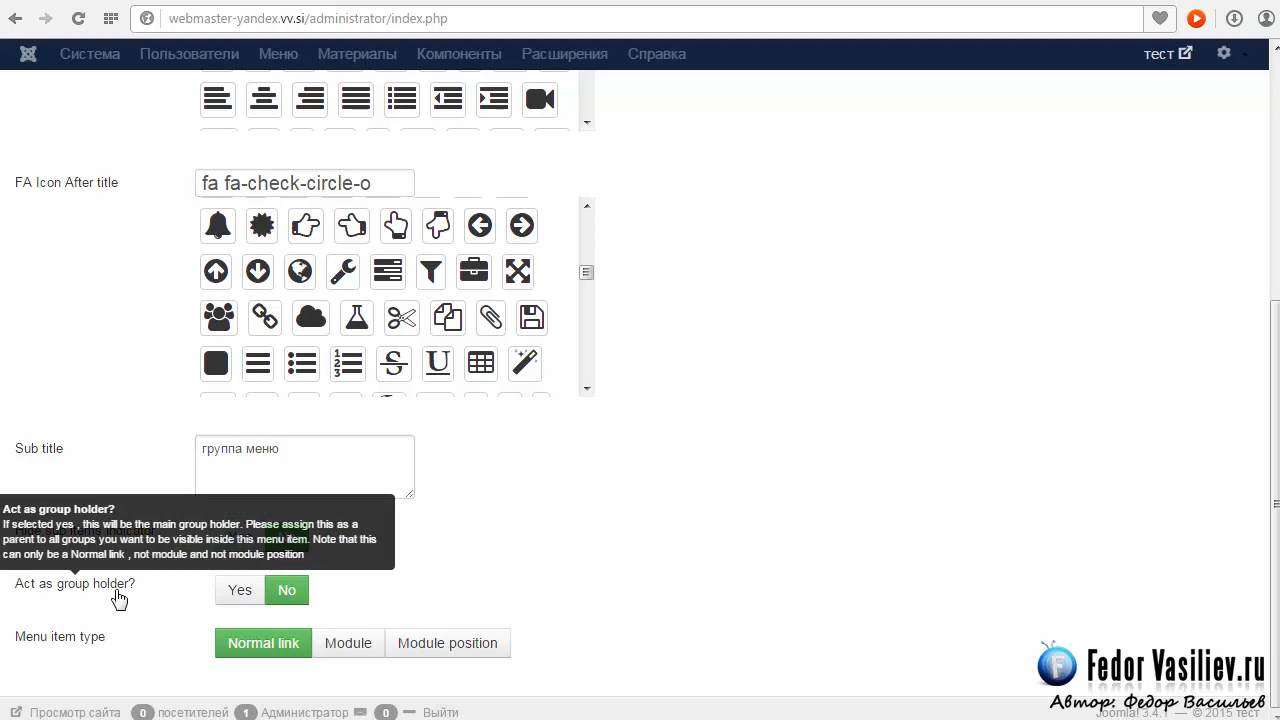 webmaster-yandex.vv.si/administrator/index.php
Система Пользователи Меню Материалы Компоненты Расширения Справка тест
FA Icon After title
fa fa-check-circle-o
Sub title
группа меню
Act as group holder?
If selected yes , this will be the main group holder. Please assign this as a
parent to all groups you want to be visible inside this menu item. Note that this
can only be a Normal link , not module and not module position
Act as group holder?
Yes No
Menu item type
Normal link Module Module position
Fedor Vasiliev.ru
Автор: Федор Васильев
Просмотр сайта 0 посетителей 1 Администратор 0 Выйти
Joomla! 3.4.1 — © 2015 тест